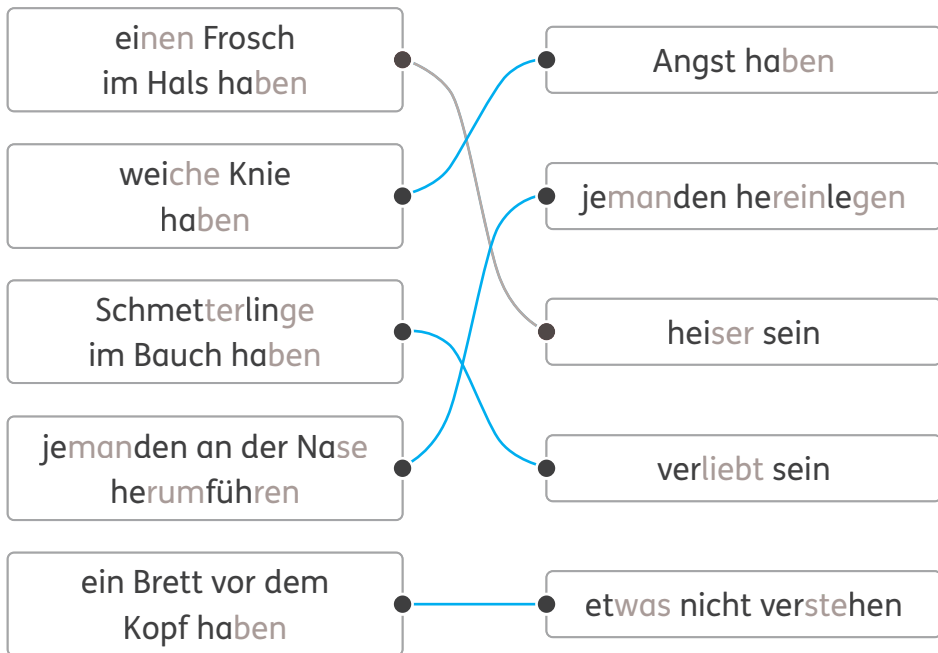 einen Frosch
im Hals haben
weiche Knie
haben
Schmetterlinge
im Bauch haben
jemanden an der Nase
herumführen
ein Brett vor dem
Kopf haben
Angst haben
jemanden hereinlegen
heiser sein
verliebt sein
etwas nicht verstehen